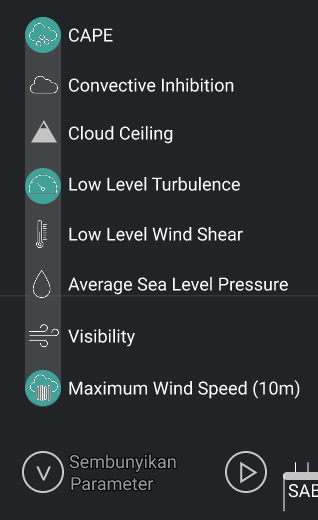 CAPE
Convective Inhibition
Cloud Ceiling
Low Level Turbulence
Low Level Wind Shear
Average Sea Level Pressure
Visibility
Maximum Wind Speed (10m)
Sembunyikan
Parameter